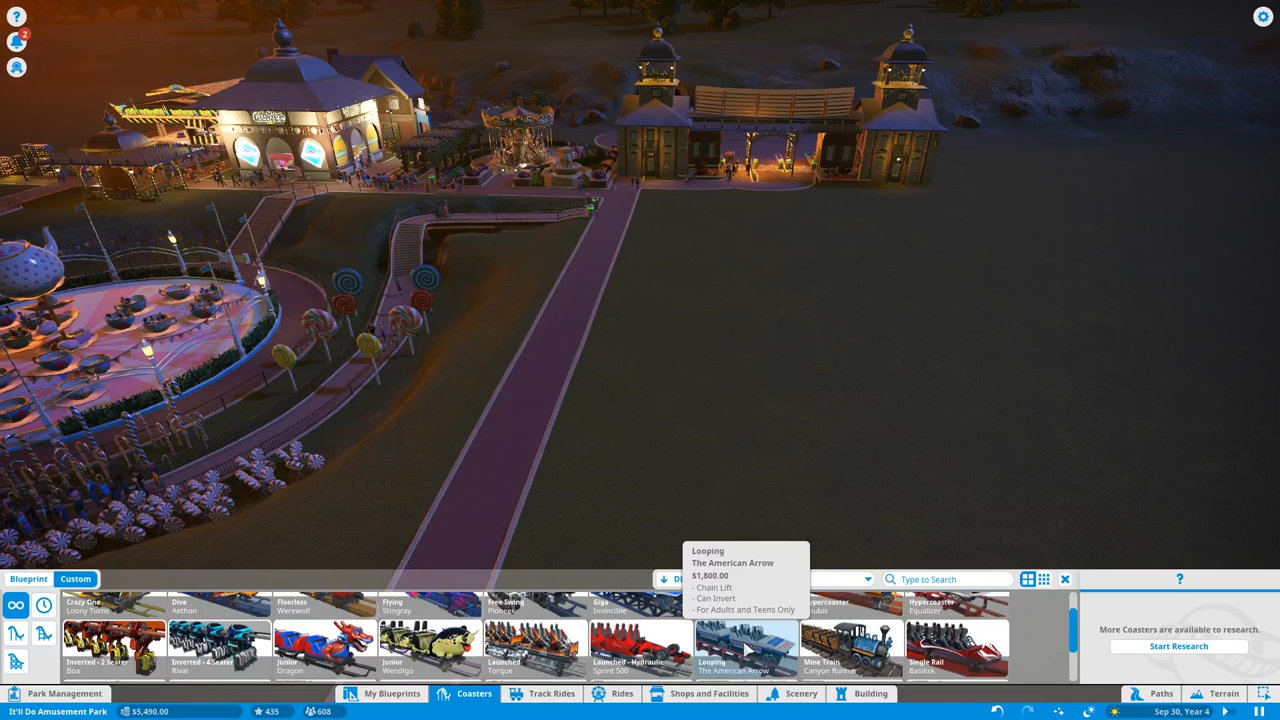 ?
2
Looping
The American Arrow
$1,800.00
- Chain Lift
- Can Invert
- For Adults and Teens Only
Blueprint
Custom
Type to Search
?
Crazy One
Loony Turns
Dive
Aethon
Floorless
Werewolf
Flying
Stingray
Free Swing
Pioneer
Giga
Invincible
Hypercoaster
Equalizer
Inverted - 2 Seater
Boa
Inverted - 4 Seater
Rival
Junior
Dragon
Junior
Wendigo
Launched
Torque
Launched - Hydraulic
Sprint 500
Looping
The American Arrow
Mine Train
Canyon Runner
Single Rail
Basilisk
More Coasters are available to research.
Start Research
Park Management
My Blueprints
Coasters
Track Rides
Rides
Shops and Facilities
Scenery
Building
Paths
Terrain
It'll Do Amusement Park
$5,490.00
435
608
Sep 30, Year 4